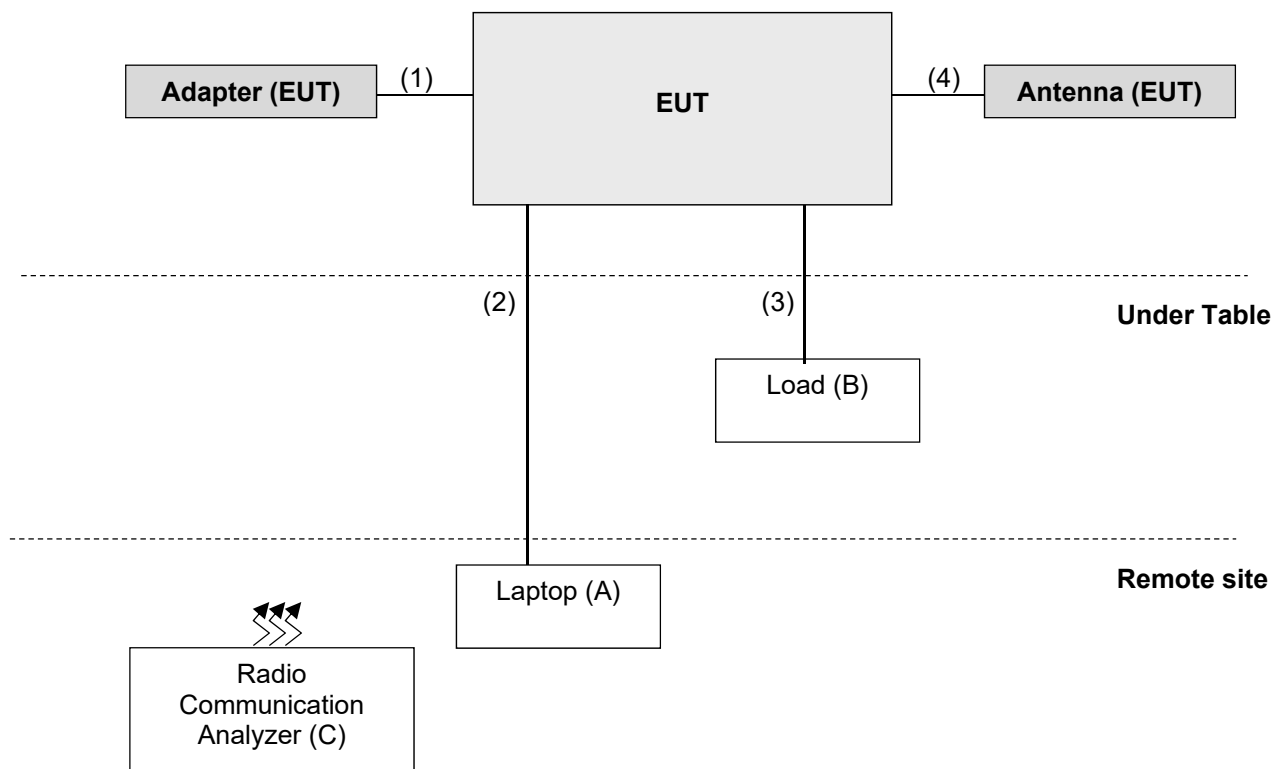 Adapter (EUT)
(1)
EUT
(4)
Antenna (EUT)
(2)
(3)
Under Table
Load (B)
Laptop (A)
Remote site
Radio
Communication
Analyzer (C)